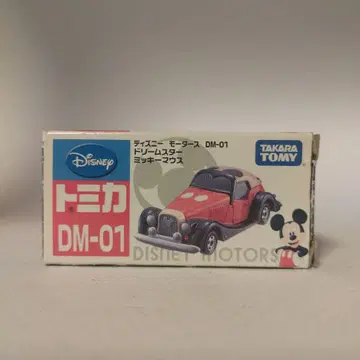 Disney
トミカ
DM-01
ディズニー モータース DM-01
ドリームスター
ミッキーマウス
TAKARA
TOMY
DISNEY MOTORS